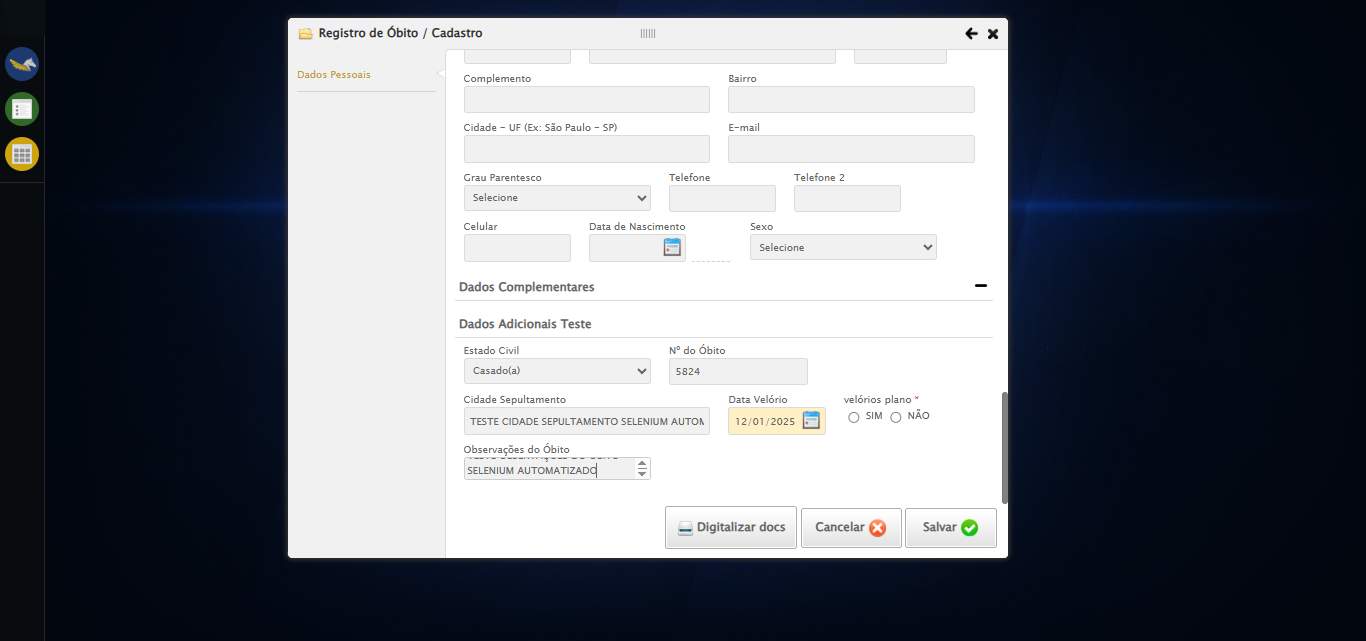 Registro de Óbito / Cadastro
Dados Pessoais
Complemento
Bairro
Cidade - UF (Ex: São Paulo - SP)
E-mail
Grau Parentesco
Telefone
Telefone 2
Selecione
Celular
Data de Nascimento
Sexo
Selecione
Dados Complementares
Dados Adicionais Teste
Estado Civil
Nº do Óbito
Casado(a)
5824
Cidade Sepultamento
Data Velório
velórios plano *
TESTE CIDADE SEPULTAMENTO SELENIUM AUTOM
12/01/2025
SIM
NÃO
Observações do Óbito
SELENIUM AUTOMATIZADO
Digitalizar docs
Cancelar
Salvar